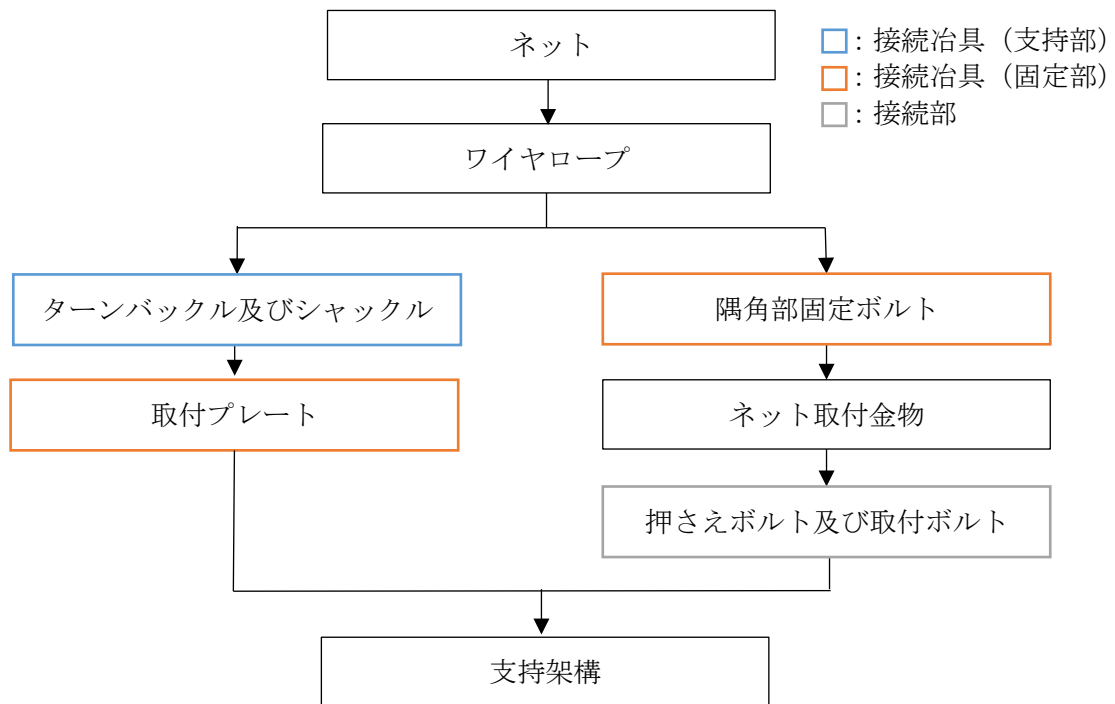 ネット
□：接続冶具（支持部）
□：接続冶具（固定部）
□：接続部
ワイヤロープ
ターンバックル及びシャックル
隅角部固定ボルト
取付プレート
ネット取付金物
押さえボルト及び取付ボルト
支持架構